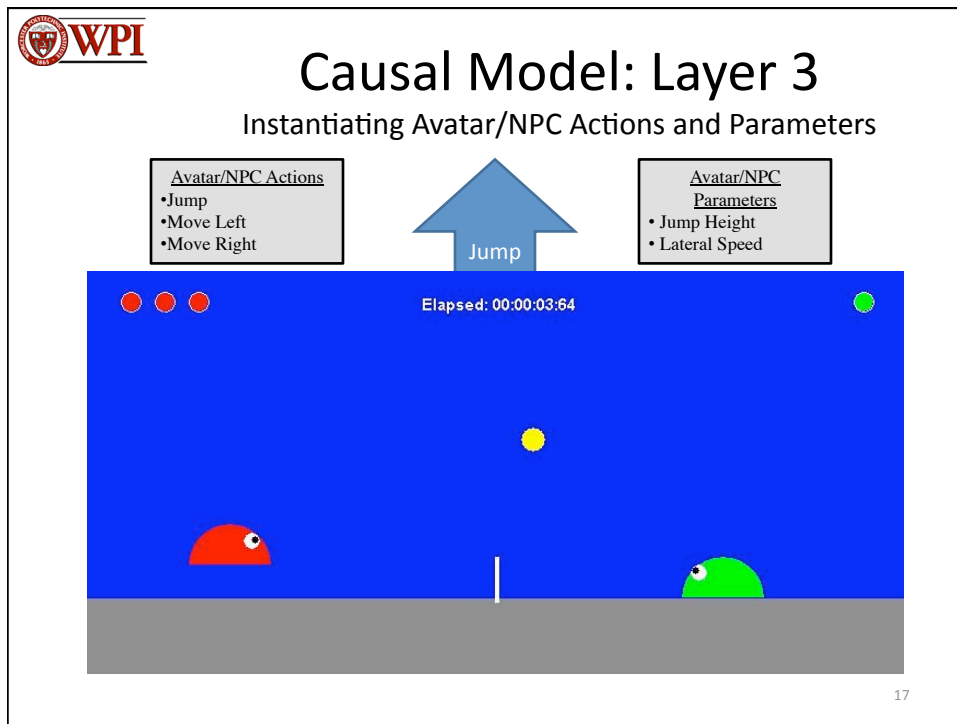 WPI
Causal Model: Layer 3
Instantiating Avatar/NPC Actions and Parameters
Avatar/NPC Actions
•Jump
•Move Left
•Move Right
Jump
Avatar/NPC
Parameters
• Jump Height
• Lateral Speed
Elapsed: 00:00:03:64
17